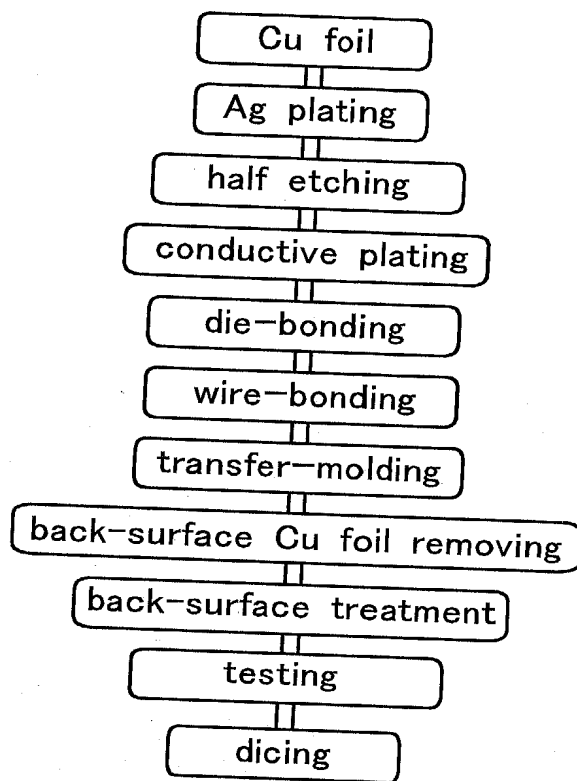 Cu foil
Ag plating
half etching
conductive plating
die-bonding
wire-bonding
transfer-molding
back-surface Cu foil removing
back-surface treatment
testing
dicing